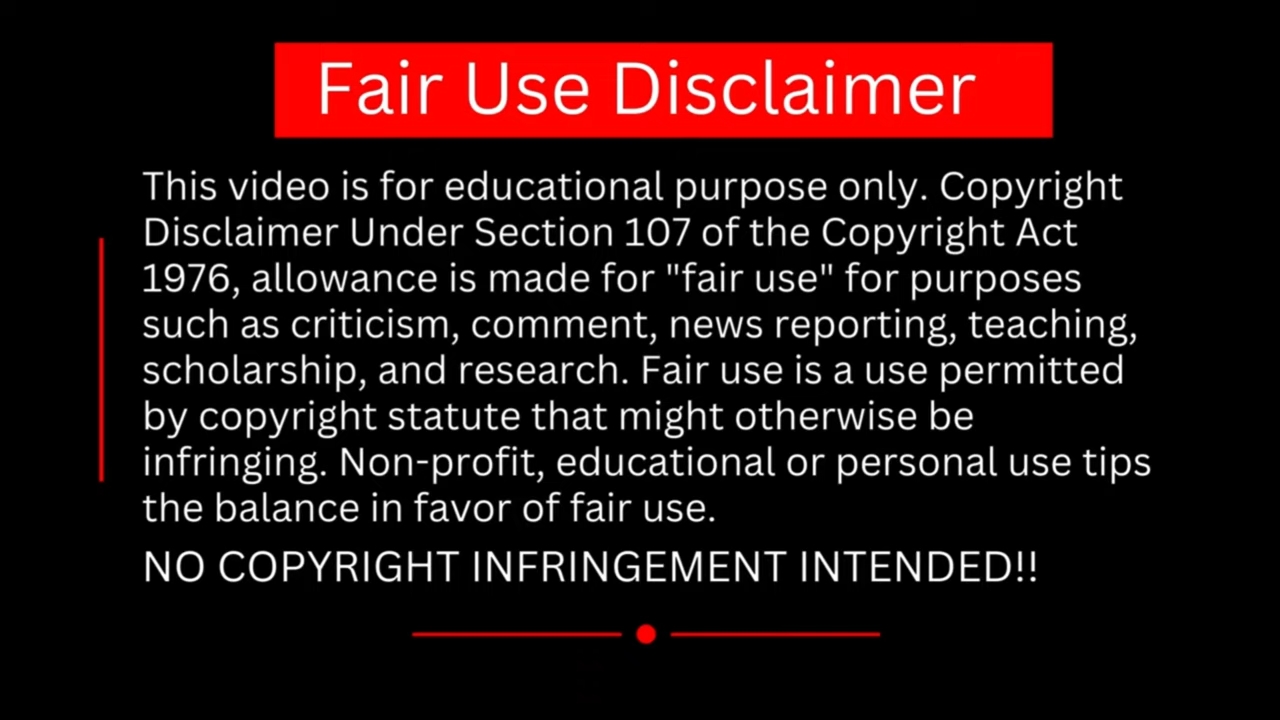 Fair Use Disclaimer
This video is for educational purpose only. Copyright
Disclaimer Under Section 107 of the Copyright Act
1976, allowance is made for "fair use" for purposes
such as criticism, comment, news reporting, teaching,
scholarship, and research. Fair use is a use permitted
by copyright statute that might otherwise be
infringing. Non-profit, educational or personal use tips
the balance in favor of fair use.
NO COPYRIGHT INFRINGEMENT INTENDED!!